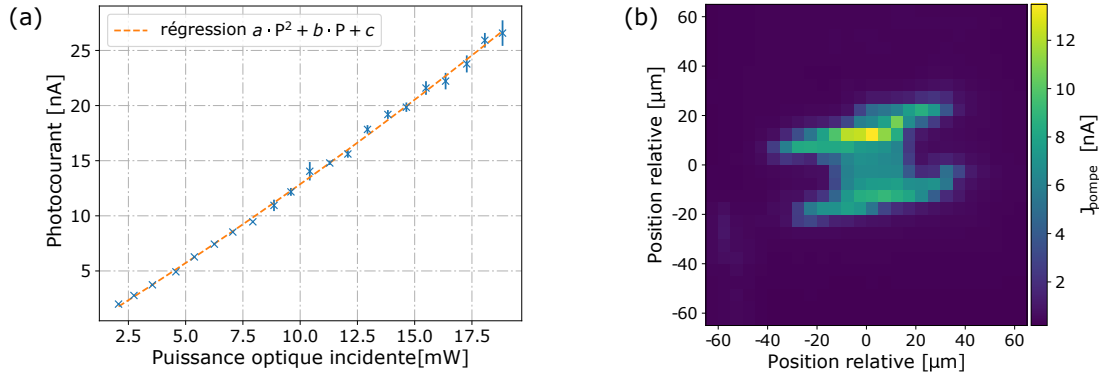 (a)
régression a · P² + b · P + c
Photocourant [nA]
25
20
15
10
5
2.5 5.0 7.5 10.0 12.5 15.0 17.5
Puissance optique incidente[mW]
(b)
Position relative [µm]
60
40
20
0
-20
-40
-60
-60 -40 -20 0 20 40 60
Position relative [µm]
12
10
8
6
4
2
J_pompe [nA]